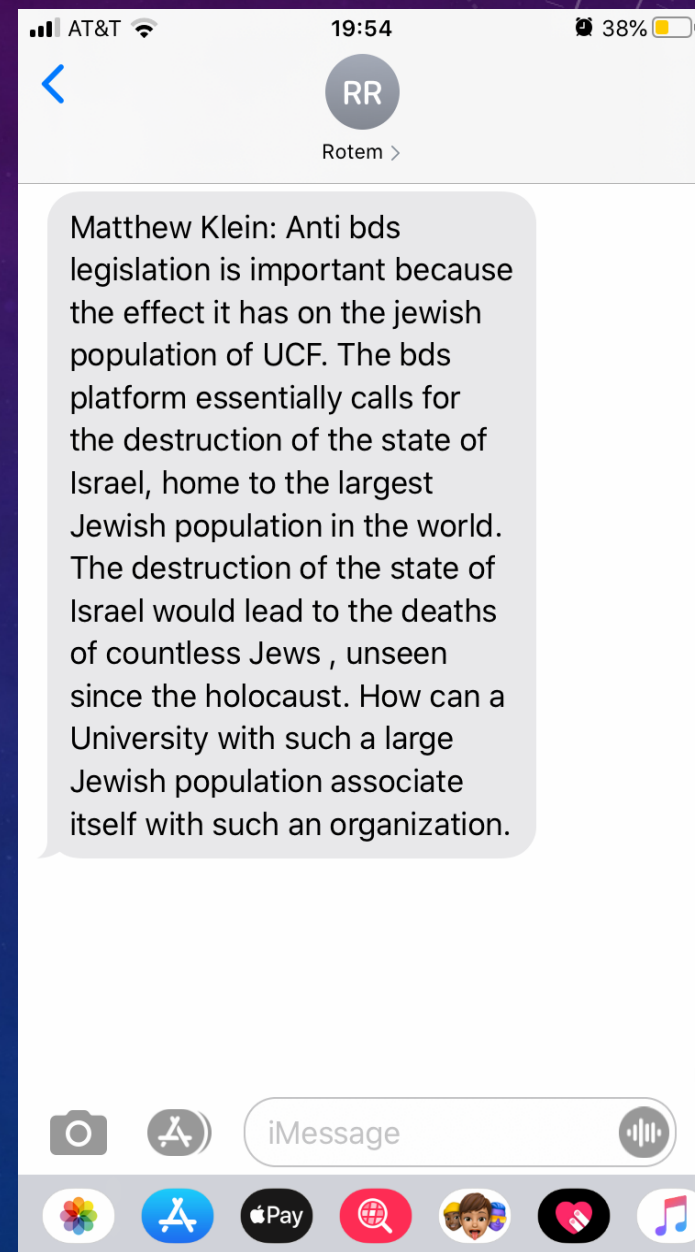 AT&T 19:54 38%
RR
Rotem >
Matthew Klein: Anti bds
legislation is important because
the effect it has on the jewish
population of UCF. The bds
platform essentially calls for
the destruction of the state of
Israel, home to the largest
Jewish population in the world.
The destruction of the state of
Israel would lead to the deaths
of countless Jews , unseen
since the holocaust. How can a
University with such a large
Jewish population associate
itself with such an organization.
iMessage
Pay